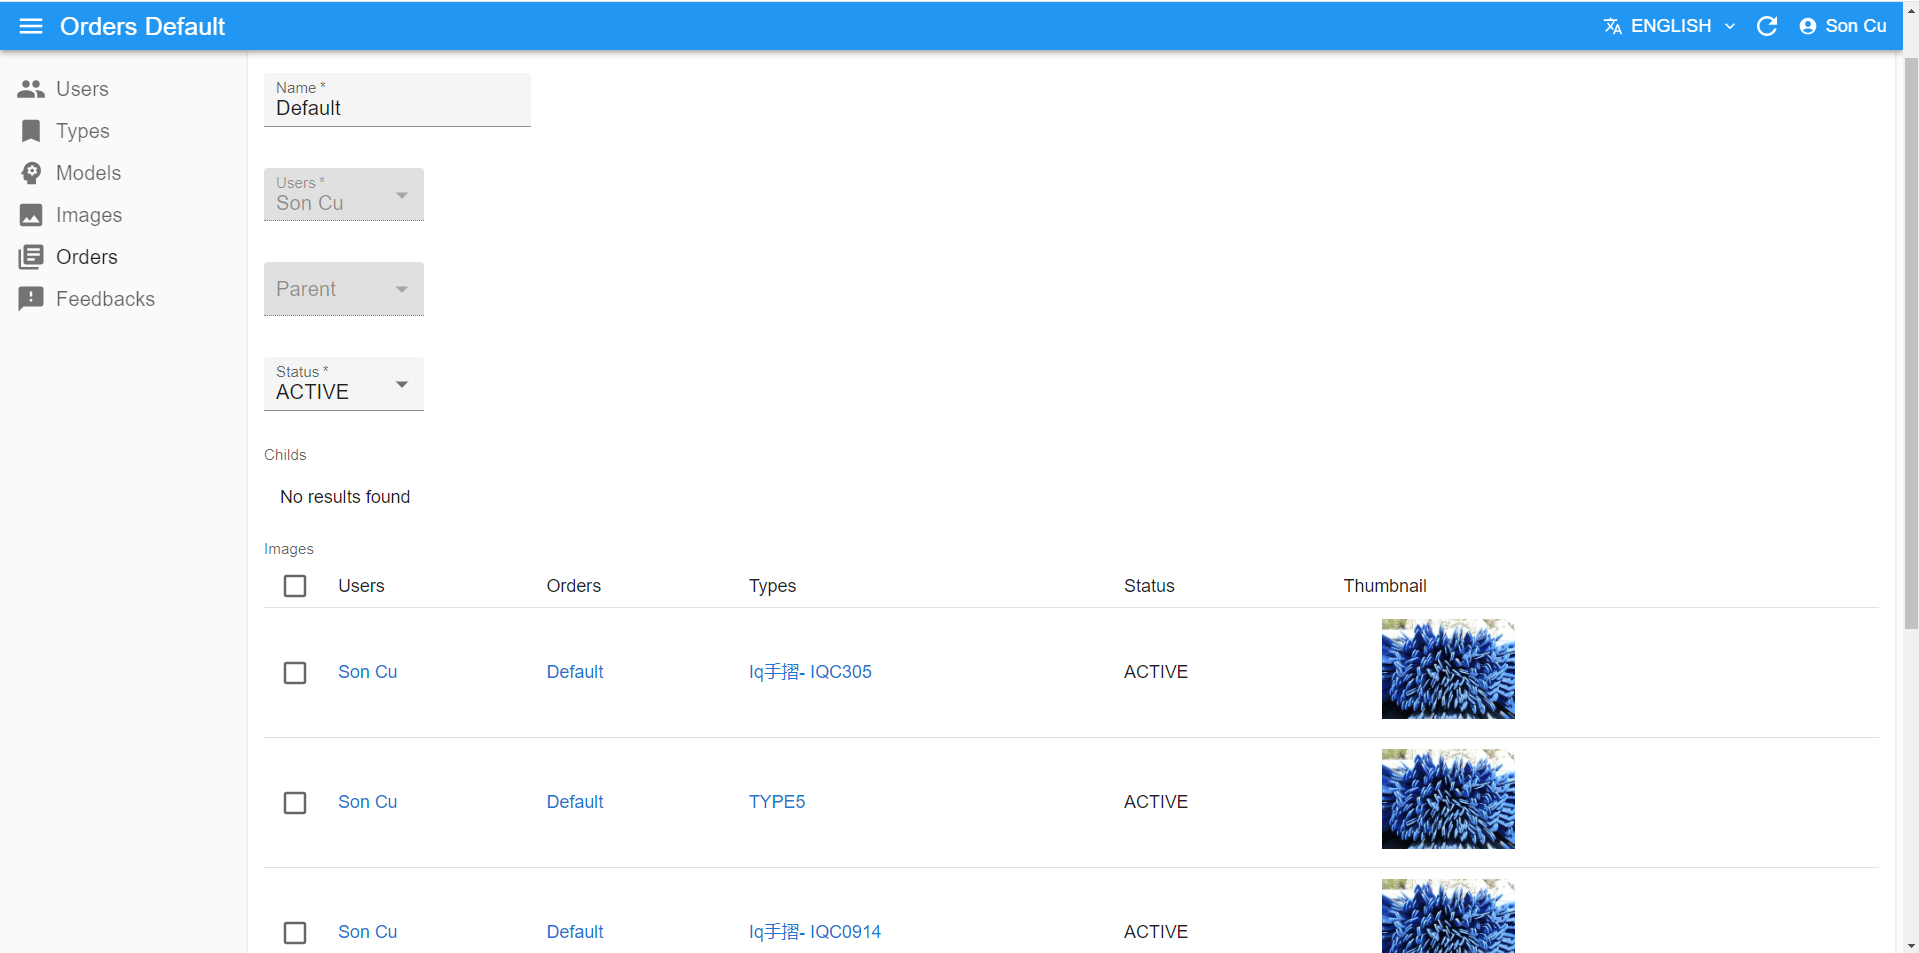 Orders Default
ENGLISH
Son Cu
Users
Types
Models
Images
Orders
Feedbacks
Name *
Default
Users *
Son Cu
Parent
Status *
ACTIVE
Childs
No results found
Images
Users Orders Types Status Thumbnail
Son Cu Default Iq手摺- IQC305 ACTIVE
Son Cu Default TYPE5 ACTIVE
Son Cu Default Iq手摺- IQC0914 ACTIVE